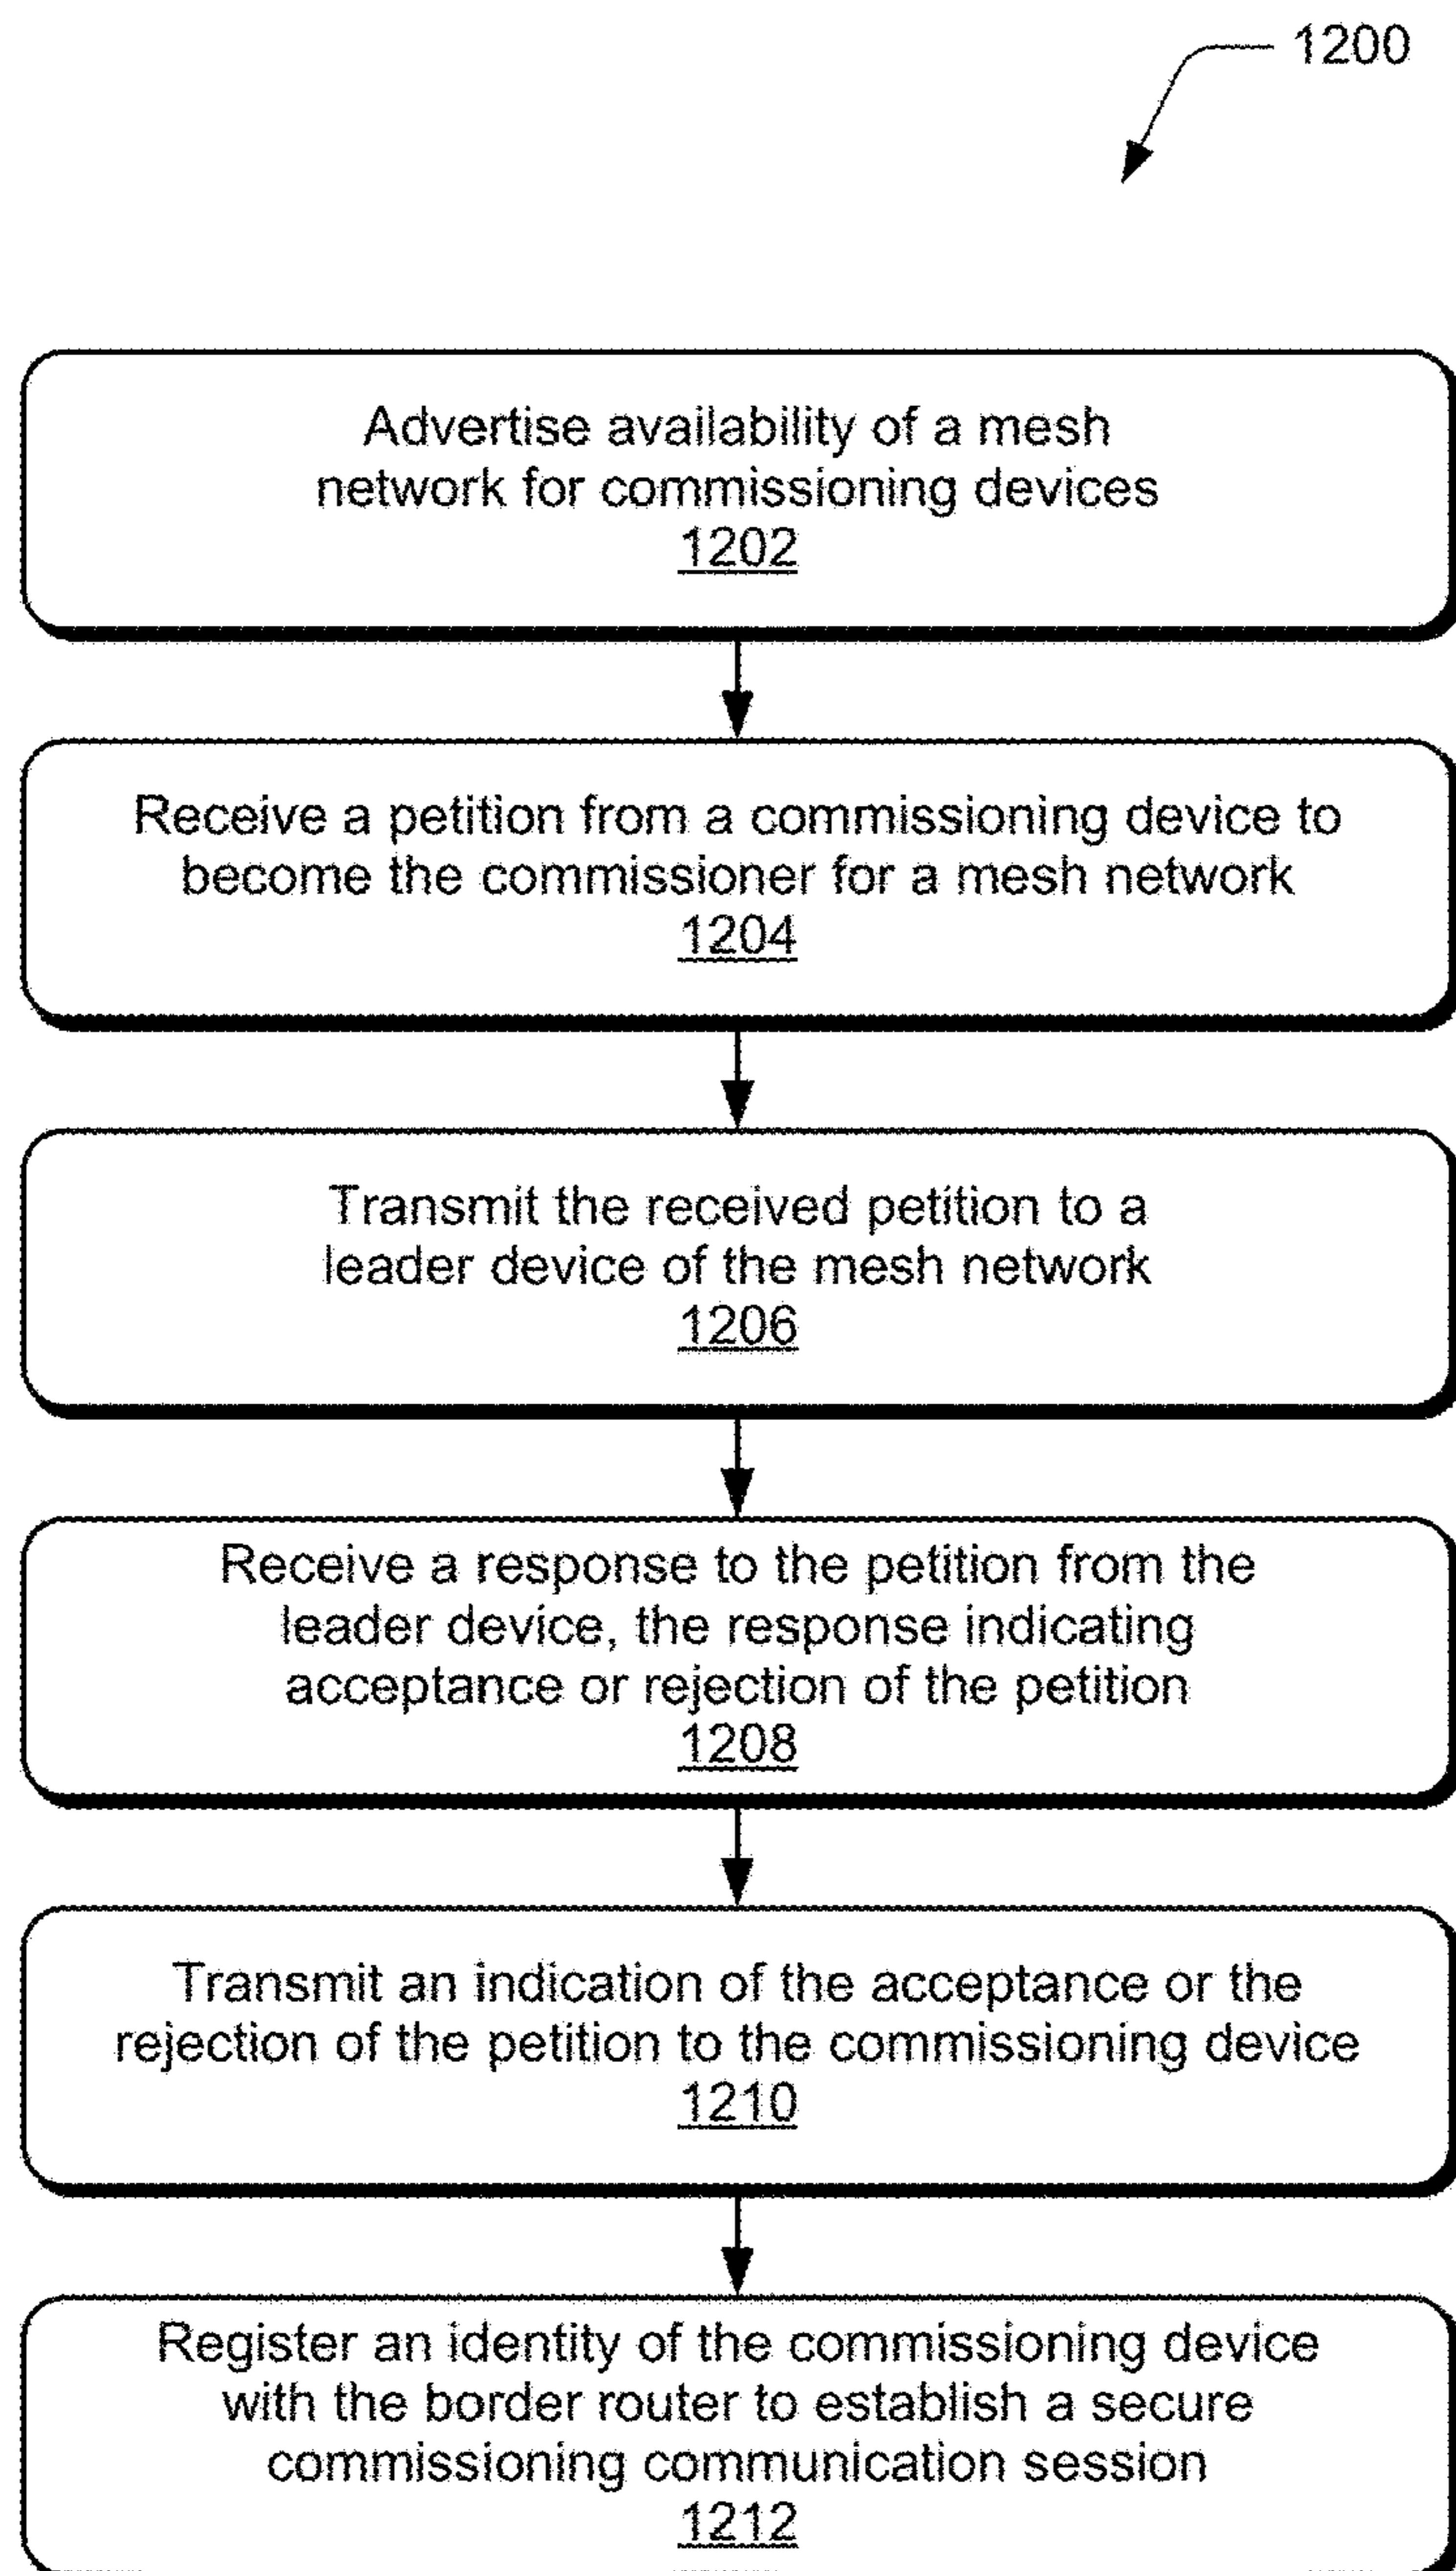 1200
Advertise availability of a mesh
network for commissioning devices
1202
Receive a petition from a commissioning device to
become the commissioner for a mesh network
1204
Transmit the received petition to a
leader device of the mesh network
1206
Receive a response to the petition from the
leader device, the response indicating
acceptance or rejection of the petition
1208
Transmit an indication of the acceptance or the
rejection of the petition to the commissioning device
1210
Register an identity of the commissioning device
with the border router to establish a secure
commissioning communication session
1212